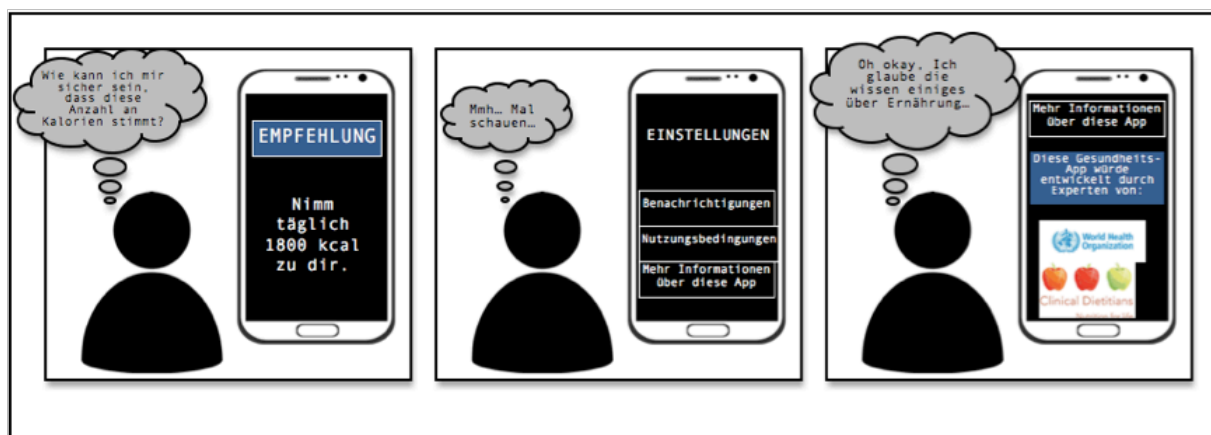 Wie kann ich mir
sicher sein,
dass diese
Anzahl an
Kalorien stimmt?
EMPFEHLUNG
Nimm
täglich
1800 kcal
zu dir.
Mmh… Mal
schauen…
EINSTELLUNGEN
Benachrichtigungen
Nutzungsbedingungen
Mehr Informationen
über diese App
Oh okay. Ich
glaube die
wissen einiges
über Ernährung…
Mehr Informationen
über diese App
Diese Gesundheits-
App würde
entwickelt durch
Experten von:
World Health
Organization
Clinical Dietitians
Nutrition for life